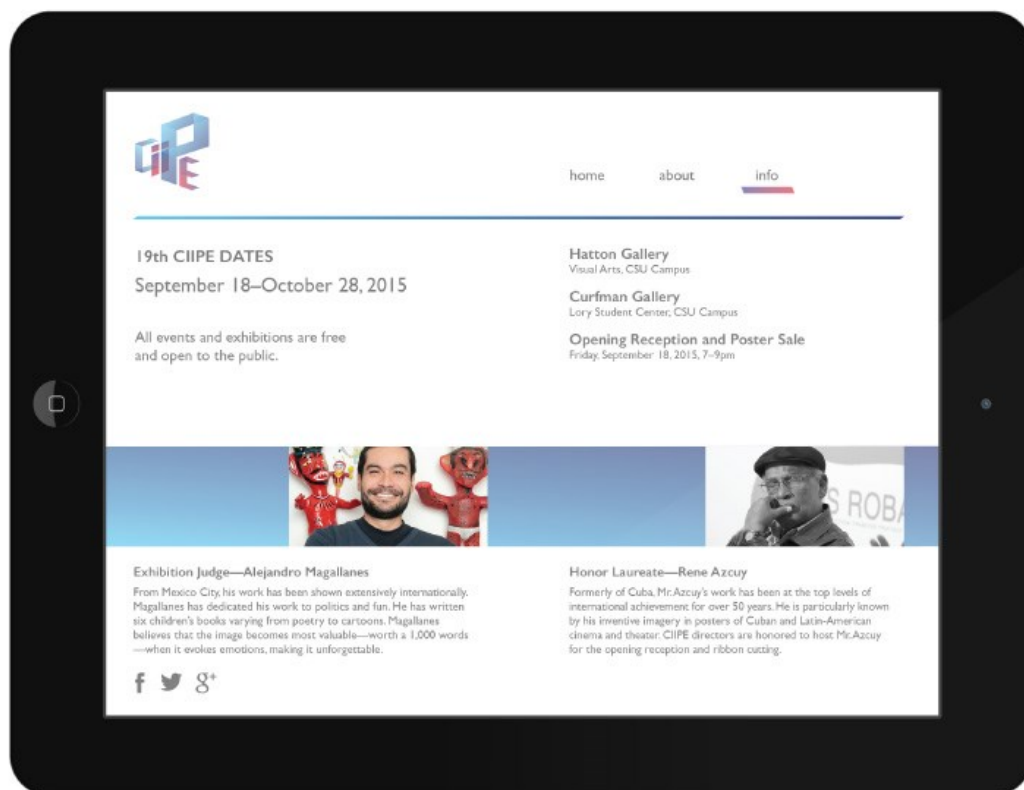 CiiPE
home about info
19th CIIPE DATES
September 18–October 28, 2015
All events and exhibitions are free
and open to the public.
Hatton Gallery
Visual Arts, CSU Campus
Curfman Gallery
Lory Student Center, CSU Campus
Opening Reception and Poster Sale
Friday, September 18, 2015, 7–9pm
S ROBA
Exhibition Judge—Alejandro Magallanes
From Mexico City, his work has been shown extensively internationally.
Magallanes has dedicated his work to politics and fun. He has written
six children's books varying from poetry to cartoons. Magallanes
believes that the image becomes most valuable—worth a 1,000 words
—when it evokes emotions, making it unforgettable.
Honor Laureate—Rene Azcuy
Formerly of Cuba, Mr. Azcuy's work has been at the top levels of
international achievement for over 50 years. He is particularly known
by his inventive imagery in posters of Cuban and Latin-American
cinema and theater. CIIPE directors are honored to host Mr. Azcuy
for the opening reception and ribbon cutting.
f g+